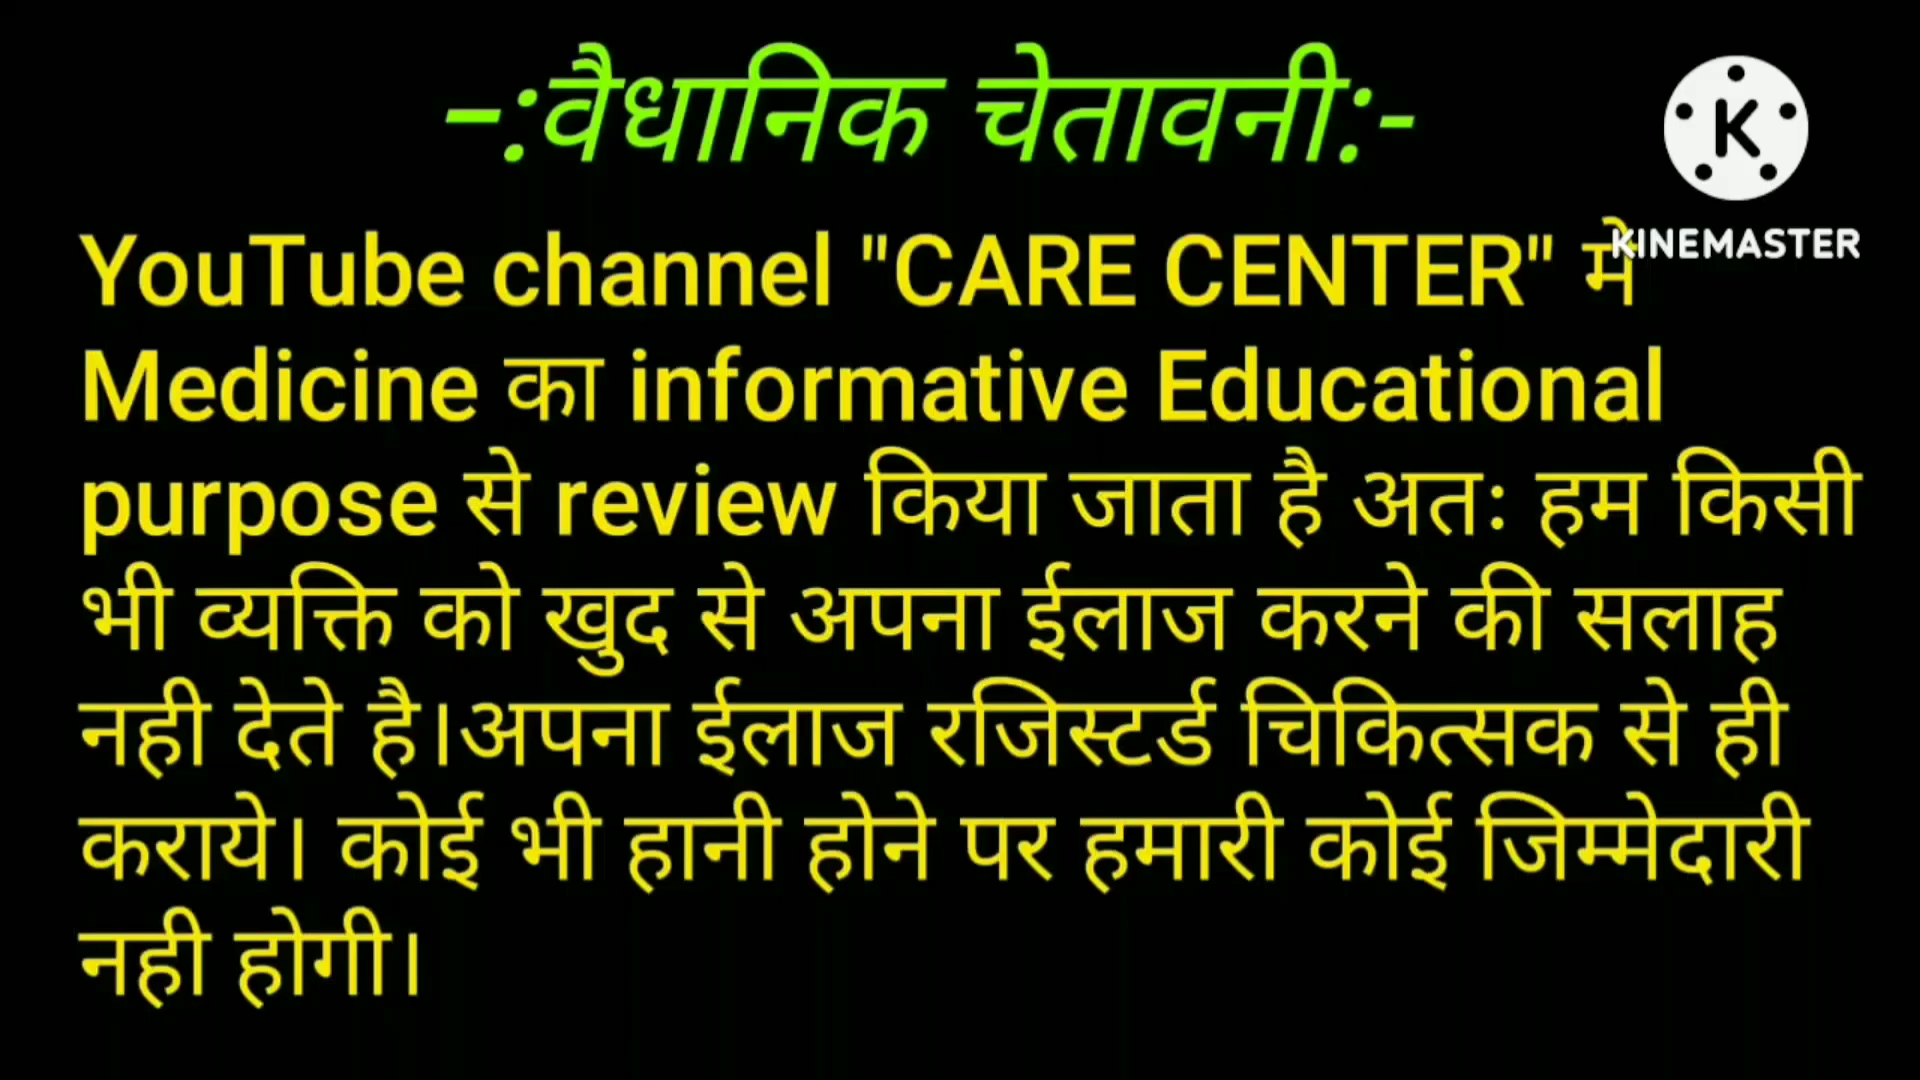 -:वैधानिक चेतावनी:-
K
KINEMASTER
YouTube channel "CARE CENTER" मे
Medicine का informative Educational
purpose से review किया जाता है अतः हम किसी
भी व्यक्ति को खुद से अपना ईलाज करने की सलाह
नही देते है।अपना ईलाज रजिस्टर्ड चिकित्सक से ही
कराये। कोई भी हानी होने पर हमारी कोई जिम्मेदारी
नही होगी।